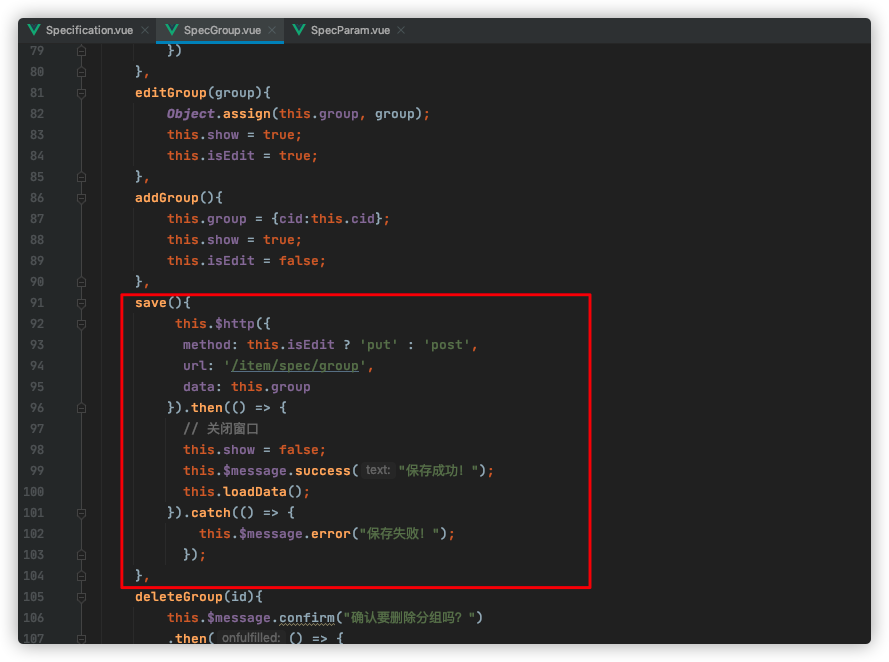 Specification.vue SpecGroup.vue SpecParam.vue
79 })
80 },
81 editGroup(group){
82 Object.assign(this.group, group);
83 this.show = true;
84 this.isEdit = true;
85 },
86 addGroup(){
87 this.group = {cid:this.cid};
88 this.show = true;
89 this.isEdit = false;
90 },
91 save(){
92 this.$http({
93 method: this.isEdit ? 'put' : 'post',
94 url: '/item/spec/group',
95 data: this.group
96 }).then(() => {
97 // 关闭窗口
98 this.show = false;
99 this.$message.success( text: "保存成功！");
100 this.loadData();
101 }).catch(() => {
102 this.$message.error("保存失败！");
103 });
104 },
105 deleteGroup(id){
106 this.$message.confirm("确认要删除分组吗？")
107 .then( onfulfilled: () => {